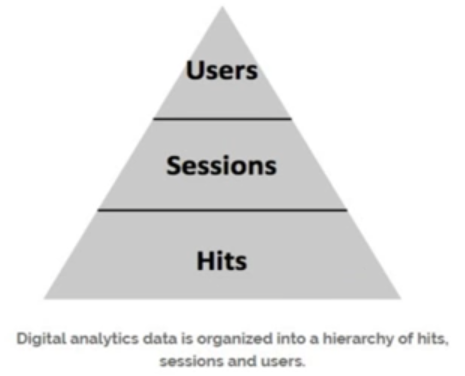 Users
Sessions
Hits
Digital analytics data is organized into a hierarchy of hits,
sessions and users.